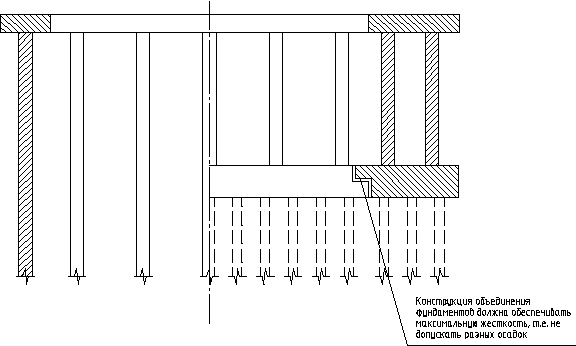 Конструкция объединения
фундаментов должна обеспечивать
максимальную жесткость, т.е. не
допускать разных осадок